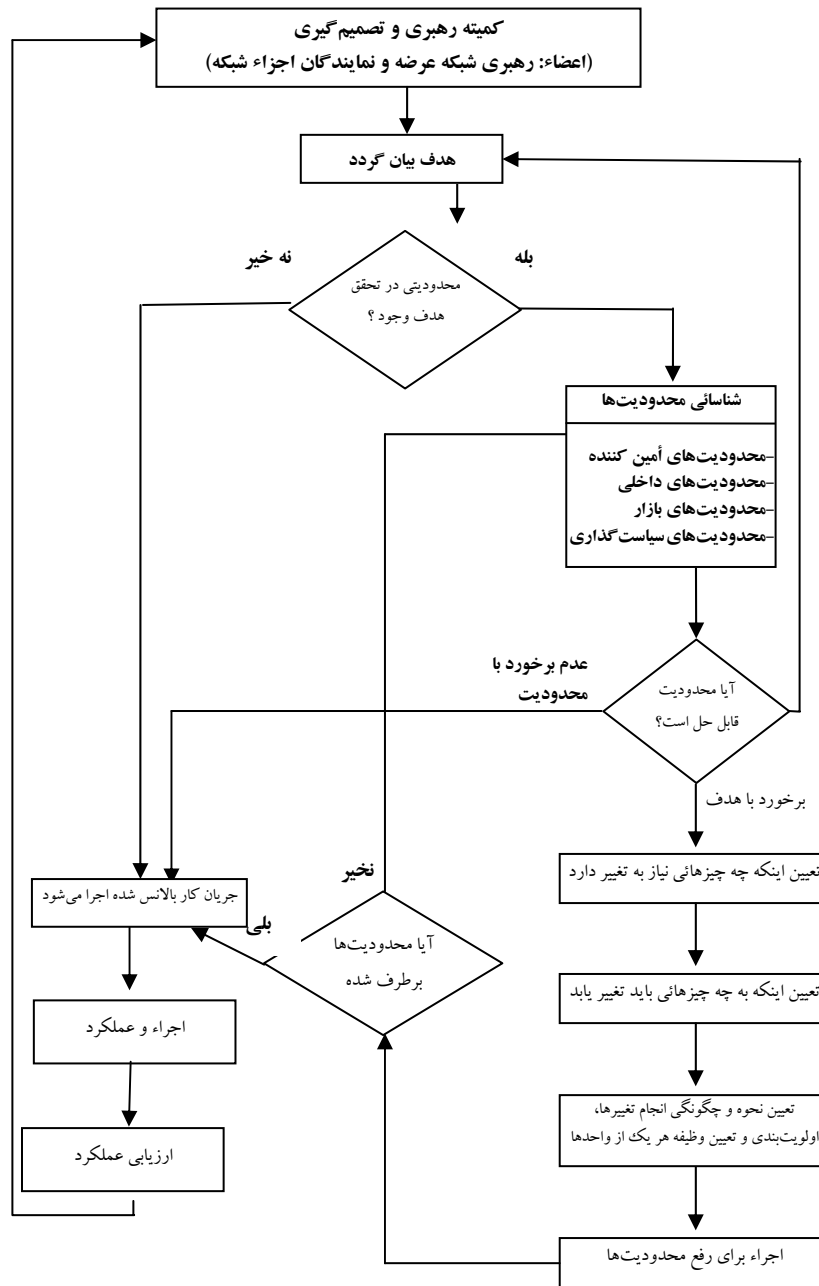 کمیته رهبری و تصمیم‌گیری
(اعضاء: رهبری شبکه عرضه و نمایندگان اجزاء شبکه)
هدف بیان گردد
نه خیر
بله
محدودیتی در تحقق
هدف وجود ؟
شناسائی محدودیت‌ها
-محدودیت‌های أمین کننده
-محدودیت‌های داخلی
-محدودیت‌های بازار
-محدودیت‌های سیاست‌گذاری
عدم برخورد با
محدودیت
آیا محدودیت
قابل حل است؟
برخورد با هدف
تعیین اینکه چه چیزهائی نیاز به تغییر دارد
نخیر
جریان کار بالانس شده اجرا می‌شود
بلی
آیا محدودیت‌ها
برطرف شده
تعیین اینکه به چه چیزهائی باید تغییر یابد
اجراء و عملکرد
تعیین نحوه و چگونگی انجام تغییرها،
اولویت‌بندی و تعیین وظیفه هر یک از واحدها
ارزیابی عملکرد
اجراء برای رفع محدودیت‌ها